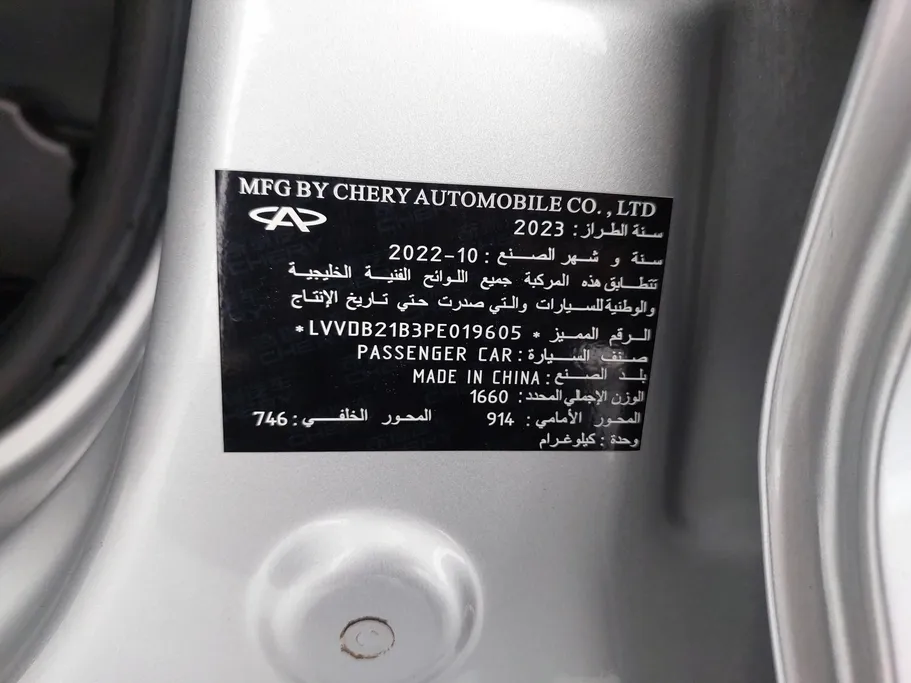 MFG BY CHERY AUTOMOBILE CO. , LTD
سنة الطراز : 2023
سنة و شهر الصنع : 10-2022
تتطابق هذه المركبة جميع اللوائح الفنية الخليجية
والوطنية للسيارات والتي صدرت حتي تاريخ الإنتاج
الرقم المميز * LVVDB21B3PE019605*
صنف السيارة : PASSENGER CAR
بلد الصنع : MADE IN CHINA
الوزن الإجمالي المحدد: 1660
المحور الأمامي: 914 المحور الخلفي: 746
وحدة : كيلوغرام